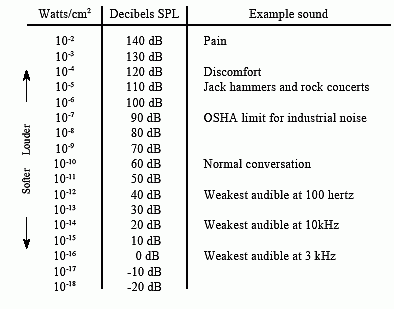 Watts/cm² Decibels SPL Example sound
10⁻² 140 dB Pain
10⁻³ 130 dB
10⁻⁴ 120 dB Discomfort
10⁻⁵ 110 dB Jack hammers and rock concerts
10⁻⁶ 100 dB
10⁻⁷ 90 dB OSHA limit for industrial noise
10⁻⁸ 80 dB
10⁻⁹ 70 dB
10⁻¹⁰ 60 dB Normal conversation
10⁻¹¹ 50 dB
10⁻¹² 40 dB Weakest audible at 100 hertz
10⁻¹³ 30 dB
10⁻¹⁴ 20 dB Weakest audible at 10kHz
10⁻¹⁵ 10 dB
10⁻¹⁶ 0 dB Weakest audible at 3 kHz
10⁻¹⁷ -10 dB
10⁻¹⁸ -20 dB
Softer Louder